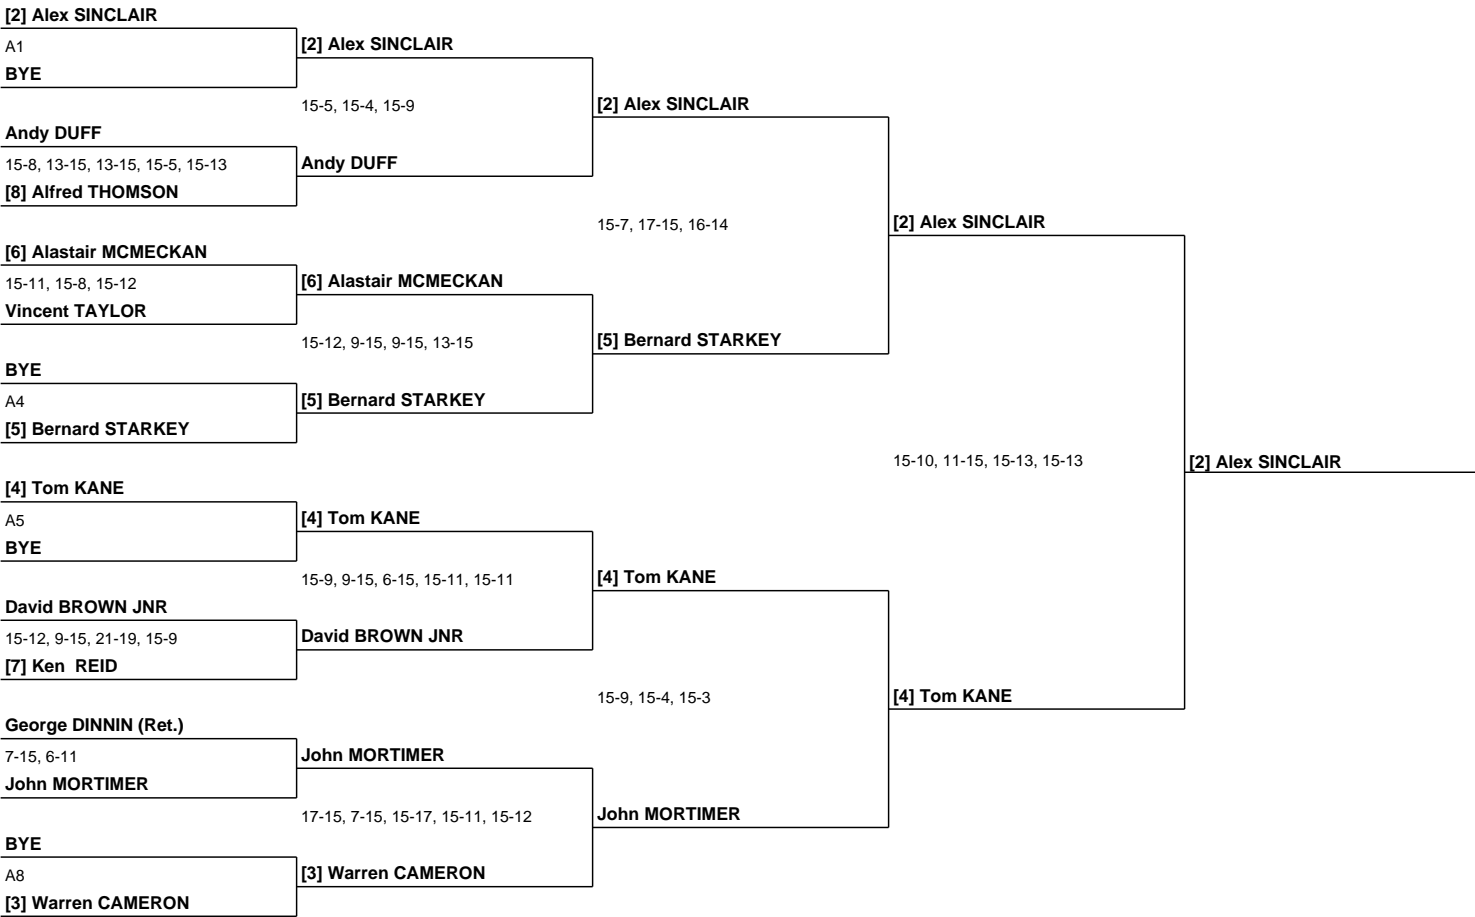 [2] Alex SINCLAIR
A1
BYE
Andy DUFF
15-8, 13-15, 13-15, 15-5, 15-13
[8] Alfred THOMSON
[6] Alastair MCMECKAN
15-11, 15-8, 15-12
Vincent TAYLOR
BYE
A4
[5] Bernard STARKEY
[4] Tom KANE
A5
BYE
David BROWN JNR
15-12, 9-15, 21-19, 15-9
[7] Ken  REID
George DINNIN (Ret.)
7-15, 6-11
John MORTIMER
BYE
A8
[3] Warren CAMERON
[2] Alex SINCLAIR
15-5, 15-4, 15-9
Andy DUFF
[6] Alastair MCMECKAN
15-12, 9-15, 9-15, 13-15
[5] Bernard STARKEY
[4] Tom KANE
15-9, 9-15, 6-15, 15-11, 15-11
David BROWN JNR
John MORTIMER
17-15, 7-15, 15-17, 15-11, 15-12
[3] Warren CAMERON
[2] Alex SINCLAIR
15-7, 17-15, 16-14
[5] Bernard STARKEY
[4] Tom KANE
15-9, 15-4, 15-3
John MORTIMER
[2] Alex SINCLAIR
15-10, 11-15, 15-13, 15-13
[4] Tom KANE
[2] Alex SINCLAIR